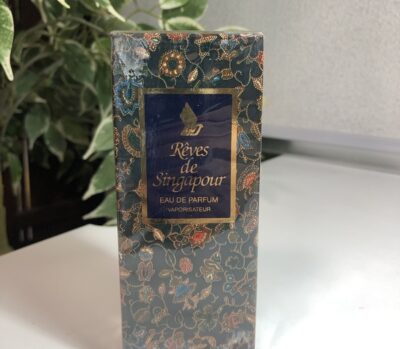 Rêves
de
Singapour
EAU DE PARFUM
VAPORISATEUR